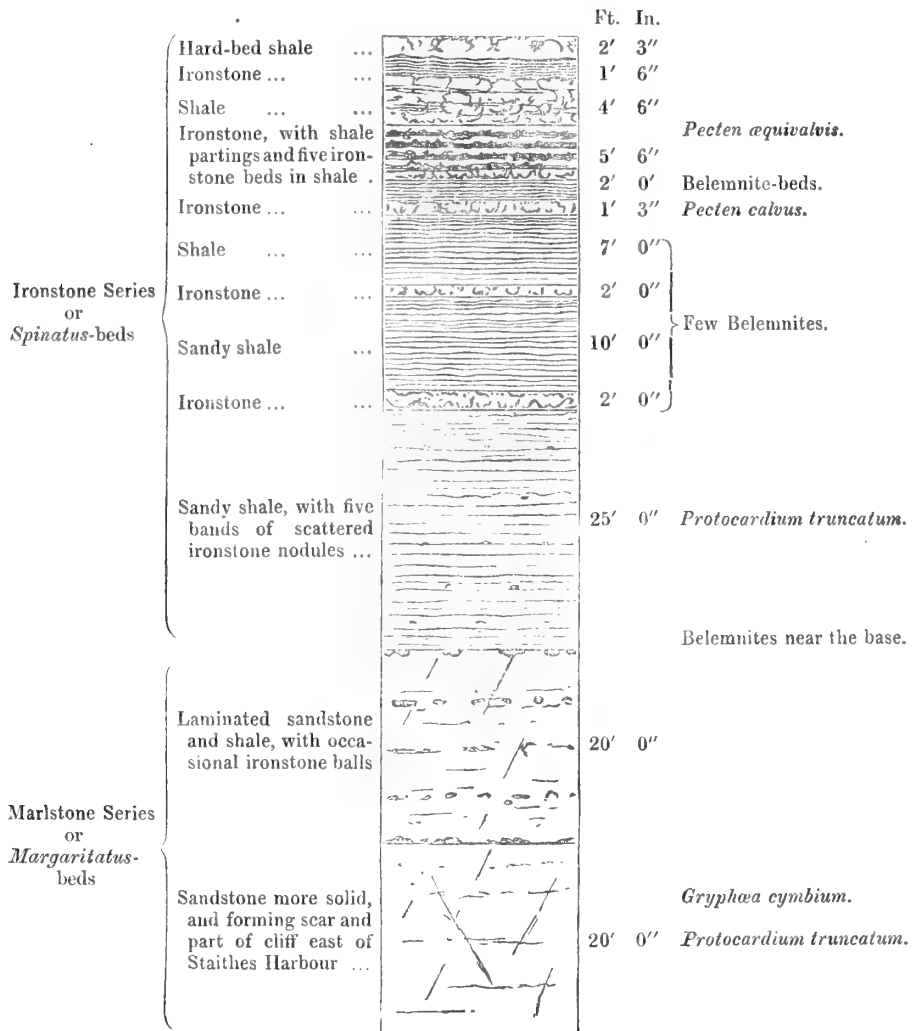 Ft. In.
Hard-bed shale ... 2′ 3″
Ironstone ... ... 1′ 6″
Shale ... ... 4′ 6″
Pecten æquivalvis.
Ironstone, with shale
partings and five iron- 5′ 6″
stone beds in shale . 2′ 0′ Belemnite-beds.
Ironstone ... ... 1′ 3″ Pecten calvus.
Shale ... ... 7′ 0″
Ironstone Series
or
Spinatus-beds
Ironstone ... ... 2′ 0″
Few Belemnites.
Sandy shale ... 10′ 0″
Ironstone ... ... 2′ 0″
Sandy shale, with five 25′ 0″ Protocardium truncatum.
bands of scattered
ironstone nodules ...
Belemnites near the base.
Laminated sandstone
and shale, with occa- 20′ 0″
sional ironstone balls
Marlstone Series
or
Margaritatus-
beds
Sandstone more solid, Gryphœa cymbium.
and forming scar and
part of cliff east of 20′ 0″ Protocardium truncatum.
Staithes Harbour ...